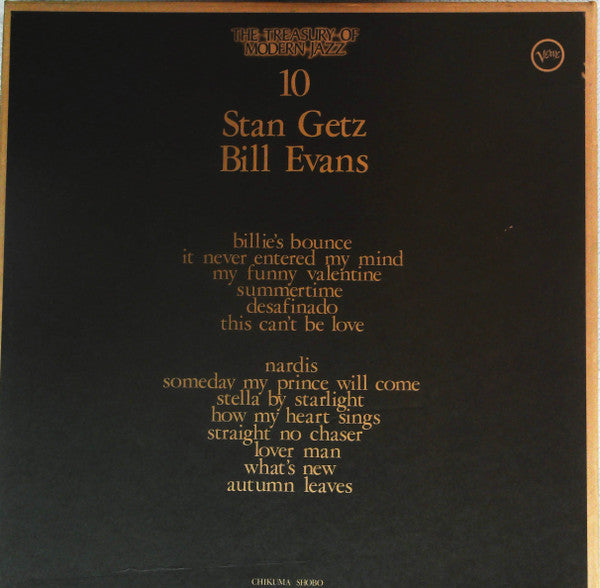 THE TREASURY OF
MODERN JAZZ
Verve
10
Stan Getz
Bill Evans
billie's bounce
it never entered my mind
my funny valentine
summertime
desafinado
this can't be love
nardis
someday my prince will come
stella by starlight
how my heart sings
straight no chaser
lover man
what's new
autumn leaves
CHIKUMA SHOBO